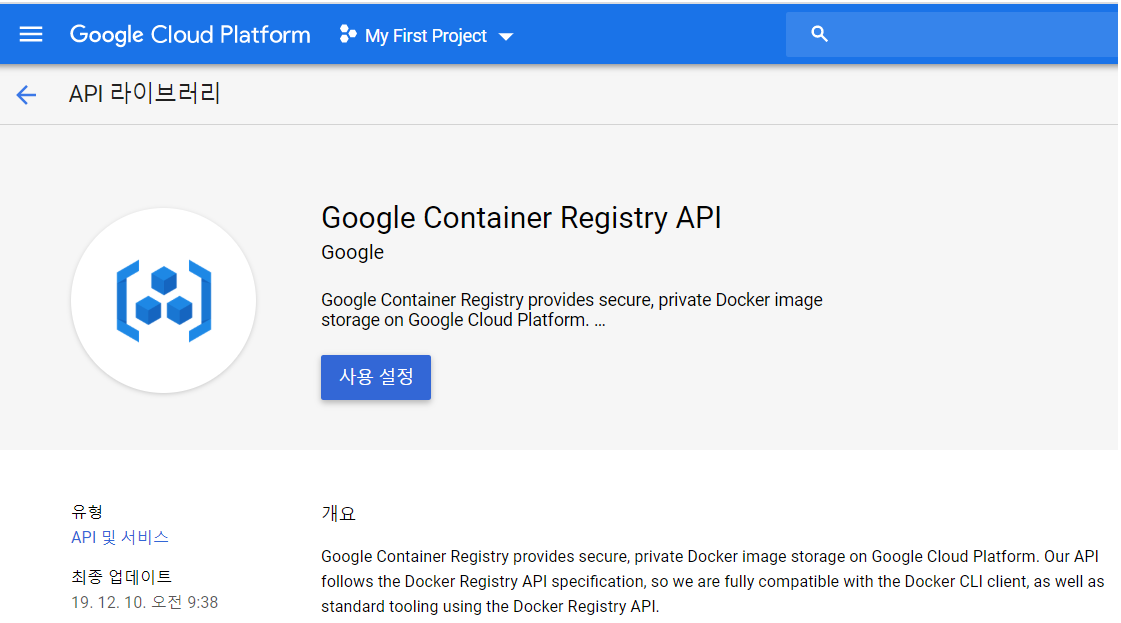 Google Cloud Platform My First Project
API 라이브러리
Google Container Registry API
Google
Google Container Registry provides secure, private Docker image
storage on Google Cloud Platform. ...
사용 설정
유형
API 및 서비스
최종 업데이트
19. 12. 10. 오전 9:38
개요
Google Container Registry provides secure, private Docker image storage on Google Cloud Platform. Our API
follows the Docker Registry API specification, so we are fully compatible with the Docker CLI client, as well as
standard tooling using the Docker Registry API.